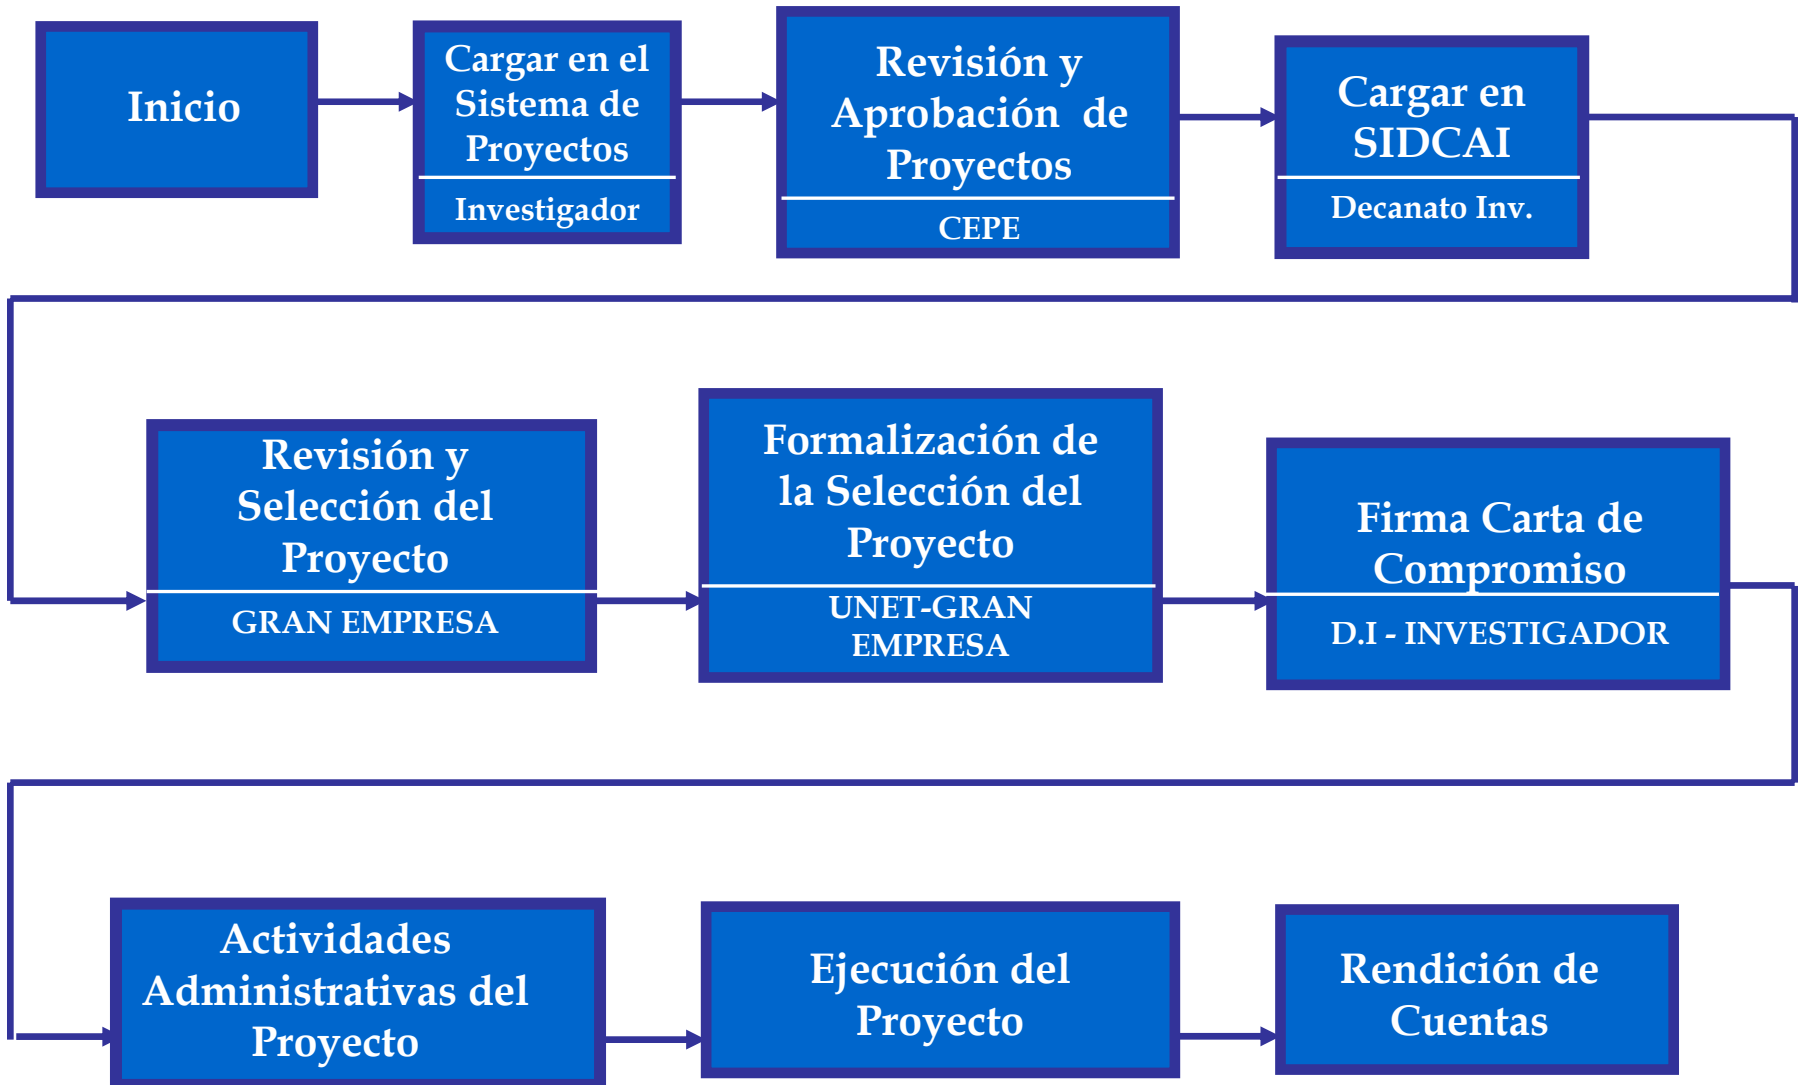 Inicio
Cargar en el
Sistema de
Proyectos
Investigador
Revisión y
Aprobación de
Proyectos
CEPE
Cargar en
SIDCAI
Decanato Inv.
Revisión y
Selección del
Proyecto
GRAN EMPRESA
Formalización de
la Selección del
Proyecto
UNET-GRAN
EMPRESA
Firma Carta de
Compromiso
D.I - INVESTIGADOR
Actividades
Administrativas del
Proyecto
Ejecución del
Proyecto
Rendición de
Cuentas